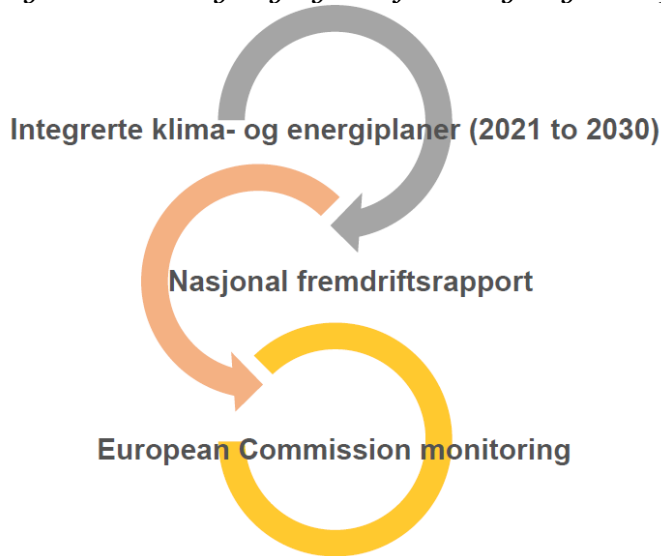 Integrerte klima- og energiplaner (2021 to 2030)
Nasjonal fremdriftsrapport
European Commission monitoring